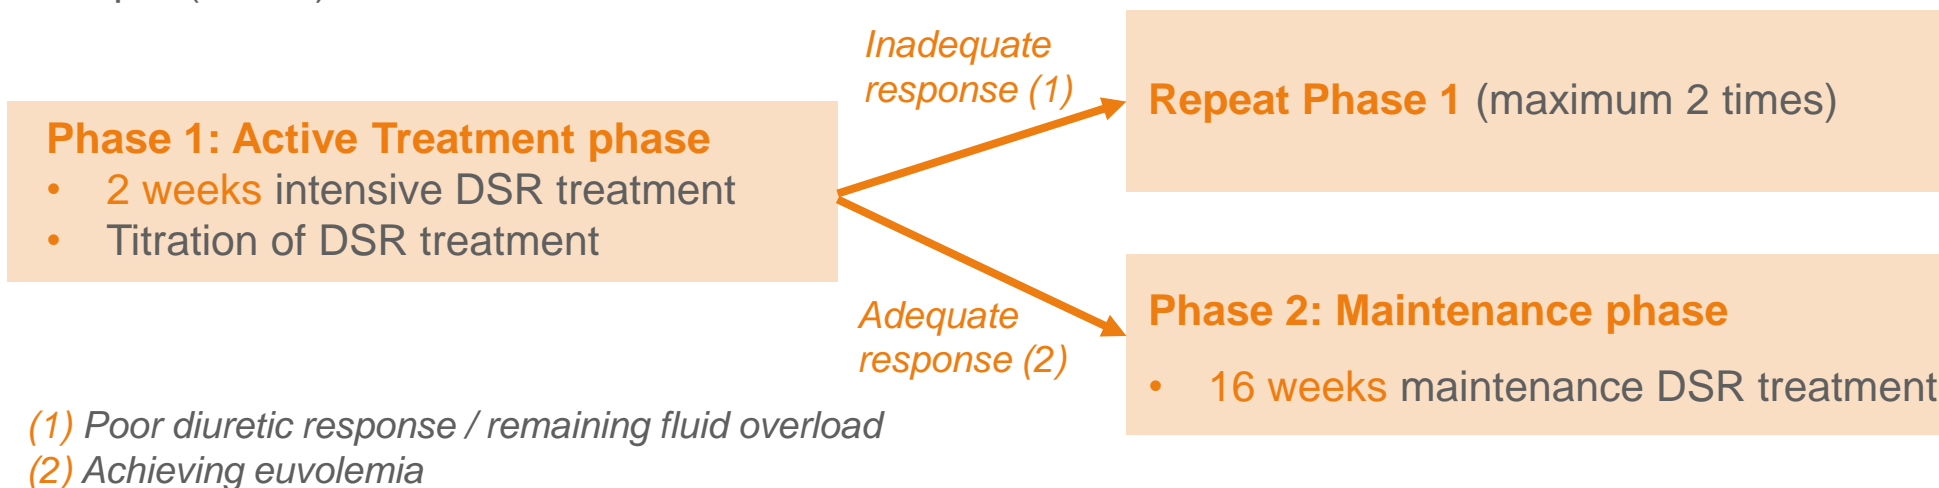 Phase 1: Active Treatment phase
• 2 weeks intensive DSR treatment
• Titration of DSR treatment
Inadequate
response (1)
Repeat Phase 1 (maximum 2 times)
Adequate
response (2)
Phase 2: Maintenance phase
• 16 weeks maintenance DSR treatment
(1) Poor diuretic response / remaining fluid overload
(2) Achieving euvolemia